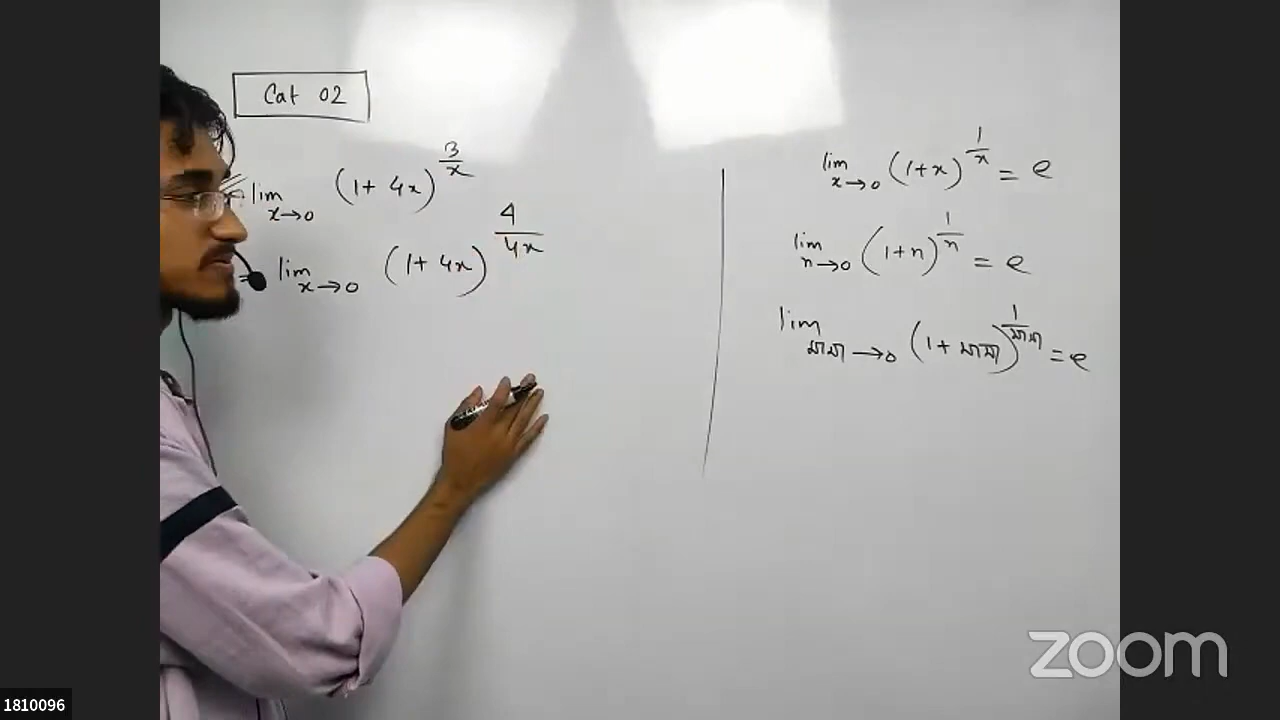 Cat 02
lim x→0 (1+ 4x)^(3/x)
= lim x→0 (1+ 4x)^(4/4x)
lim x→0 (1+x)^(1/x) = e
lim n→0 (1+n)^(1/n) = e
lim →0 (1+ )^(1/ ) = e
zoom
1810096